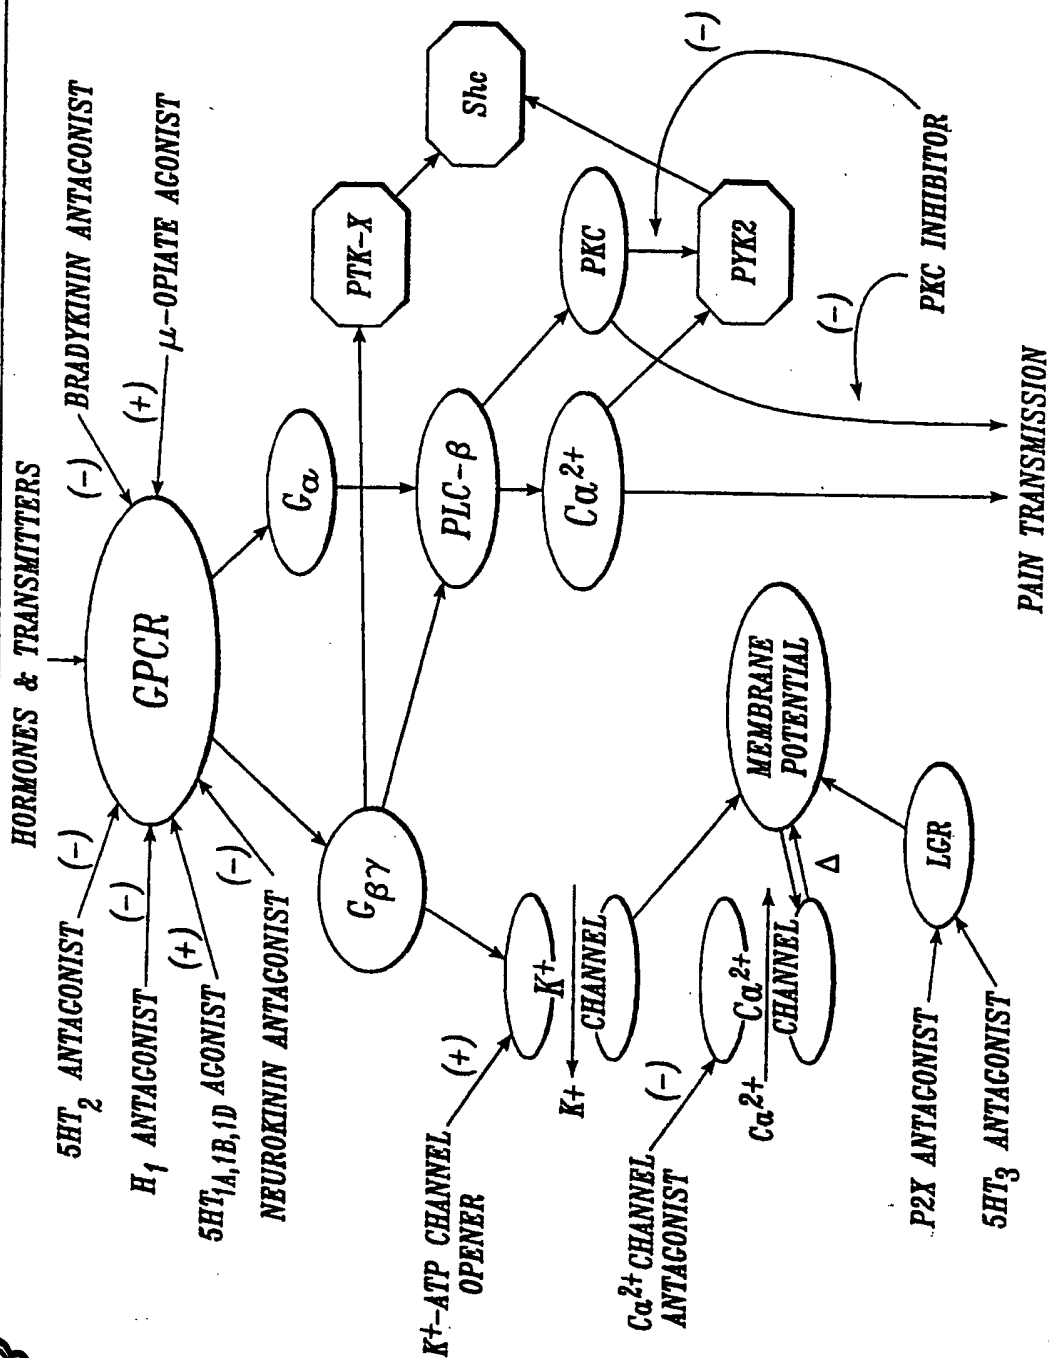 HORMONES & TRANSMITTERS
5HT2 ANTAGONIST
(-)
H1 ANTAGONIST
(-)
5HT1A,1B,1D AGONIST
(+)
NEUROKININ ANTAGONIST
(-)
GPCR
(-)
BRADYKININ ANTAGONIST
(+)
μ-OPIATE AGONIST
Gα
Gβγ
PTK-X
Shc
PLC-β
PKC
Ca2+
PYK2
(-)
(-)
PKC INHIBITOR
PAIN TRANSMISSION
K+-ATP CHANNEL
OPENER
(+)
K+
K+
CHANNEL
Ca2+ CHANNEL
ANTAGONIST
(-)
Ca2+
Ca2+
CHANNEL
MEMBRANE
POTENTIAL
Δ
LGR
P2X ANTAGONIST
5HT3 ANTAGONIST